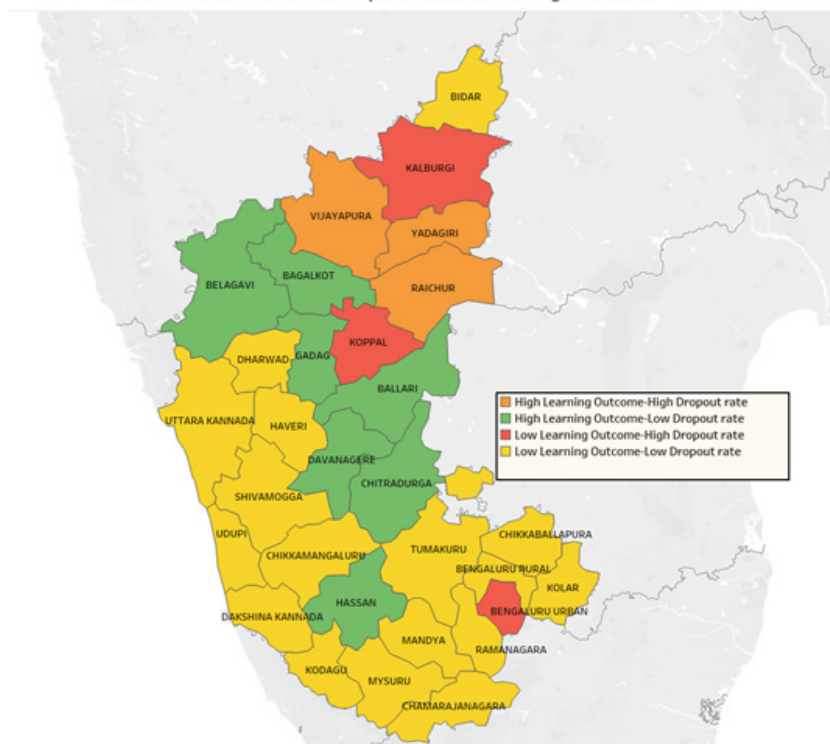 BIDAR
KALBURGI
VIJAYAPURA
YADAGIRI
RAICHUR
BAGALKOT
BELAGAVI
KOPPAL
GADAG
DHARWAD
BALLARI
High Learning Outcome-High Dropout rate
High Learning Outcome-Low Dropout rate
Low Learning Outcome-High Dropout rate
Low Learning Outcome-Low Dropout rate
UTTARA KANNADA
HAVERI
DAVANAGERE
CHITRADURGA
SHIVAMOGGA
UDUPI
CHIKKABALLAPURA
TUMAKURU
CHIKKAMANGALURU
BENGALURU RURAL
KOLAR
HASSAN
BENGALURU URBAN
DAKSHINA KANNADA
MANDYA
RAMANAGARA
KODAGU
MYSURU
CHAMARAJANAGARA